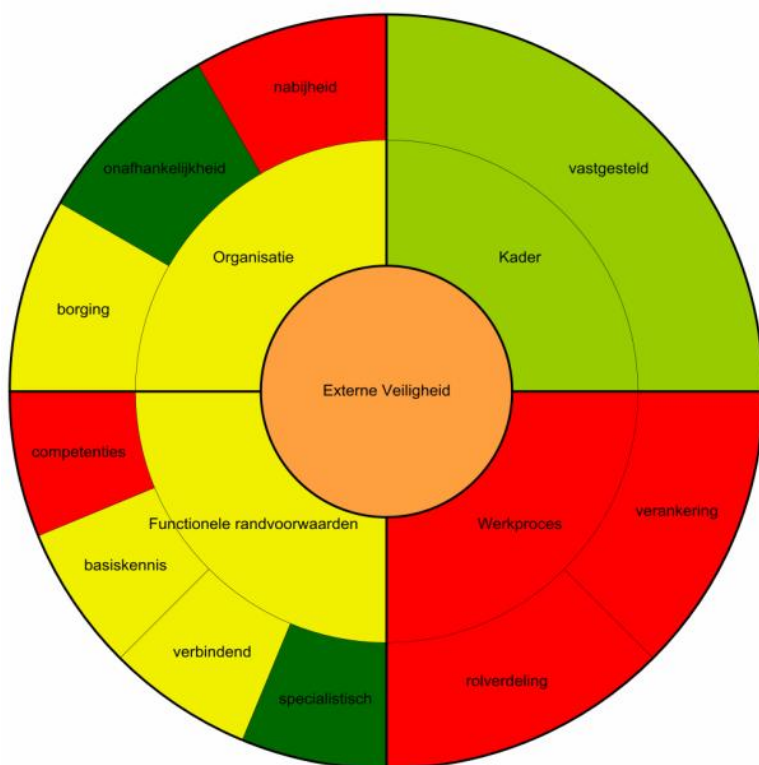 nabijheid
onafhankelijkheid
vastgesteld
Organisatie
Kader
borging
Externe Veiligheid
competenties
Functionele randvoorwaarden
Werkproces
verankering
basiskennis
verbindend
rolverdeling
specialistisch